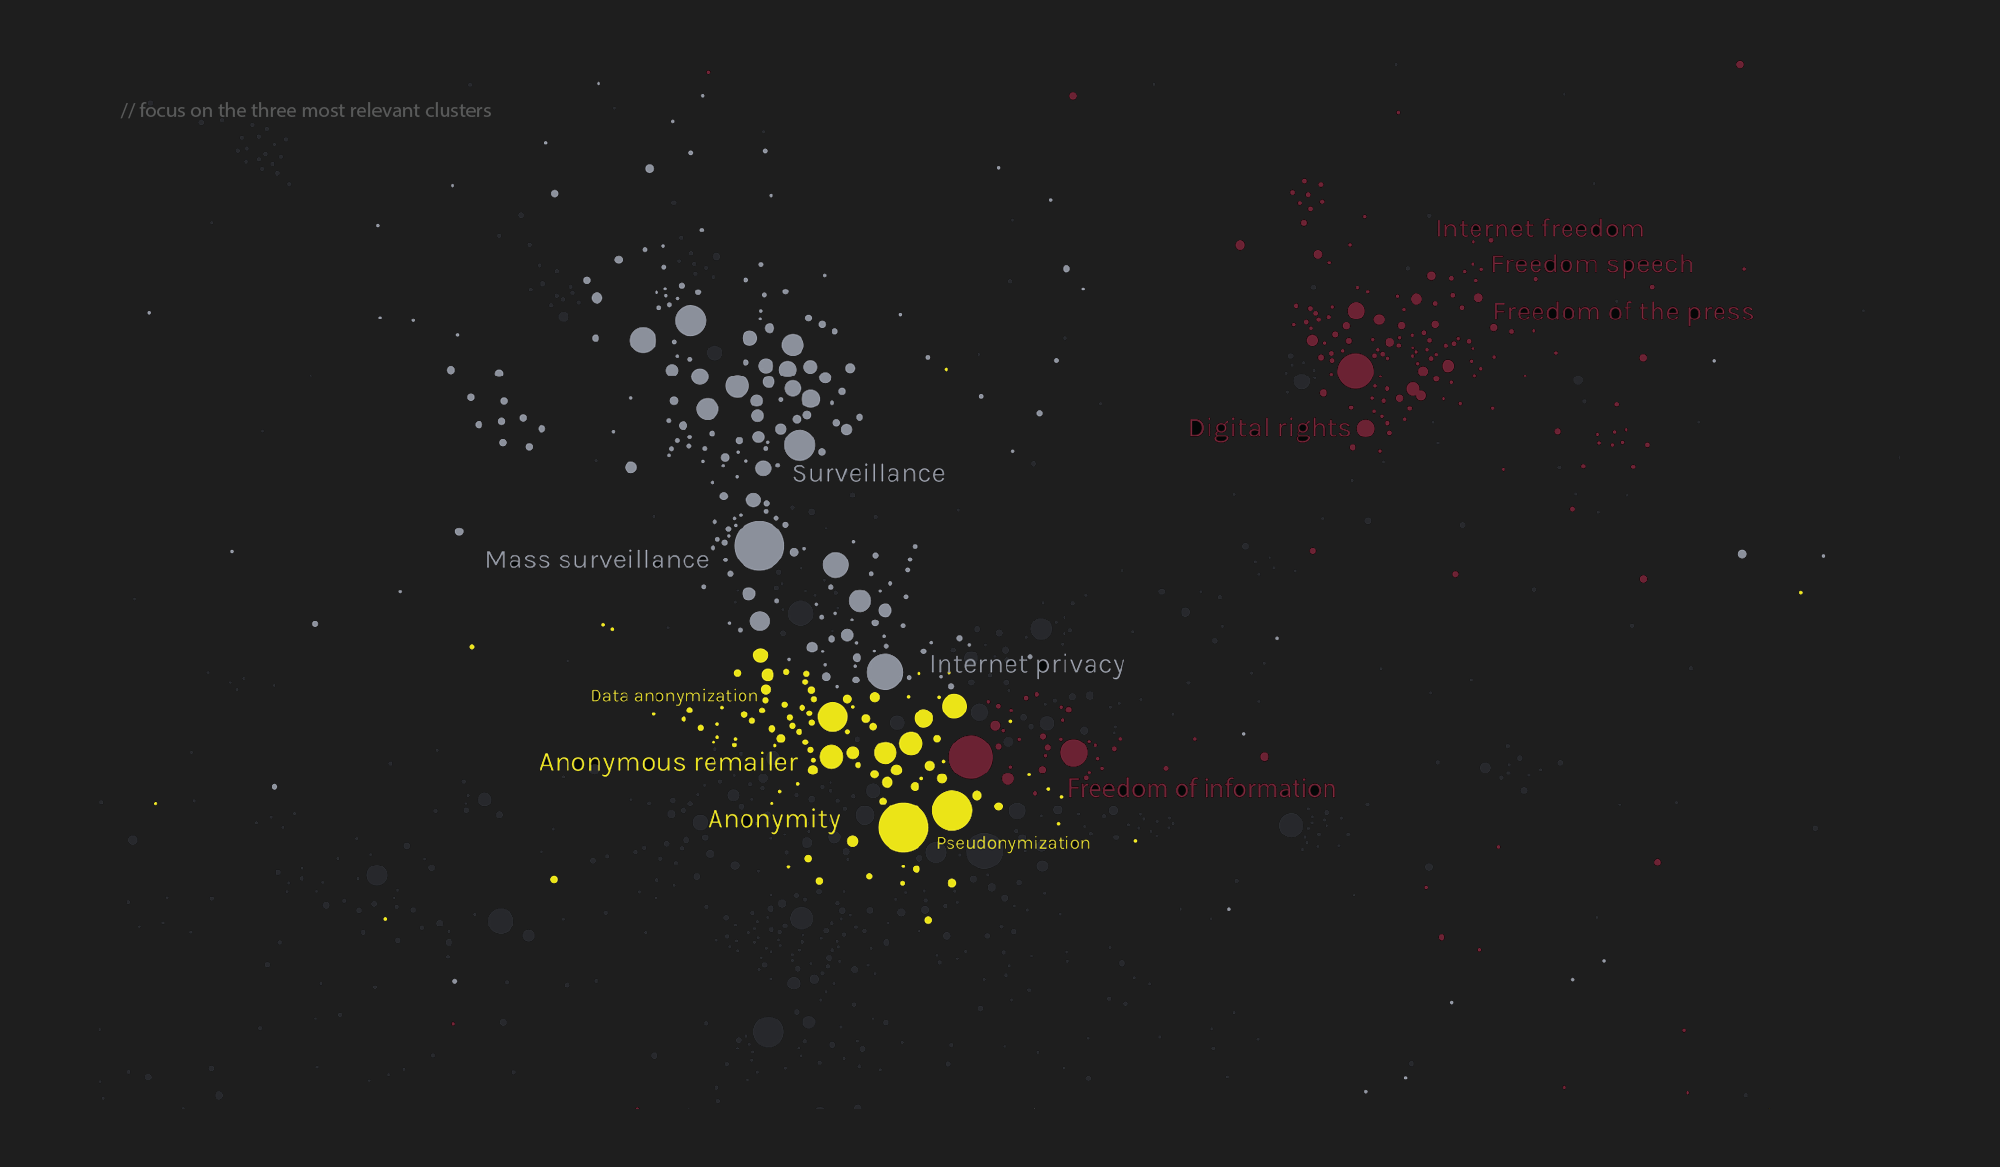 // focus on the three most relevant clusters
Internet freedom
Freedom speech
Freedom of the press
Digital rights
Surveillance
Mass surveillance
Internet privacy
Data anonymization
Anonymous remailer
Freedom of information
Anonymity
Pseudonymization